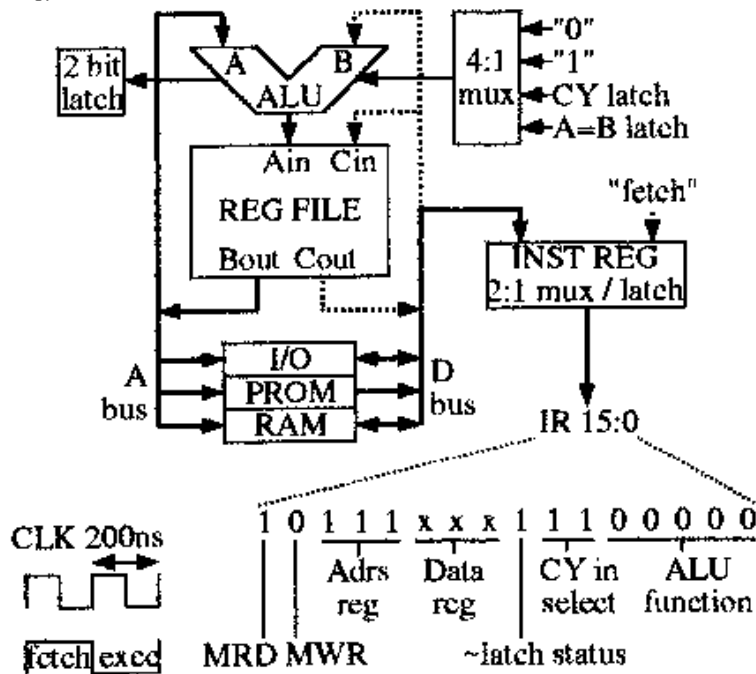 "0"
2 bit
latch
A
B
4:1
mux
"1"
ALU
CY latch
A=B latch
Ain Cin
REG FILE
"fetch"
Bout Cout
INST REG
2:1 mux / latch
A
bus
I/O
PROM
RAM
D
bus
IR 15:0
1 0 1 1 1 x x x 1 1 1 0 0 0 0 0
CLK 200ns
Adrs
reg
Data
reg
CY in
select
ALU
function
fetch exec
MRD MWR
~latch status